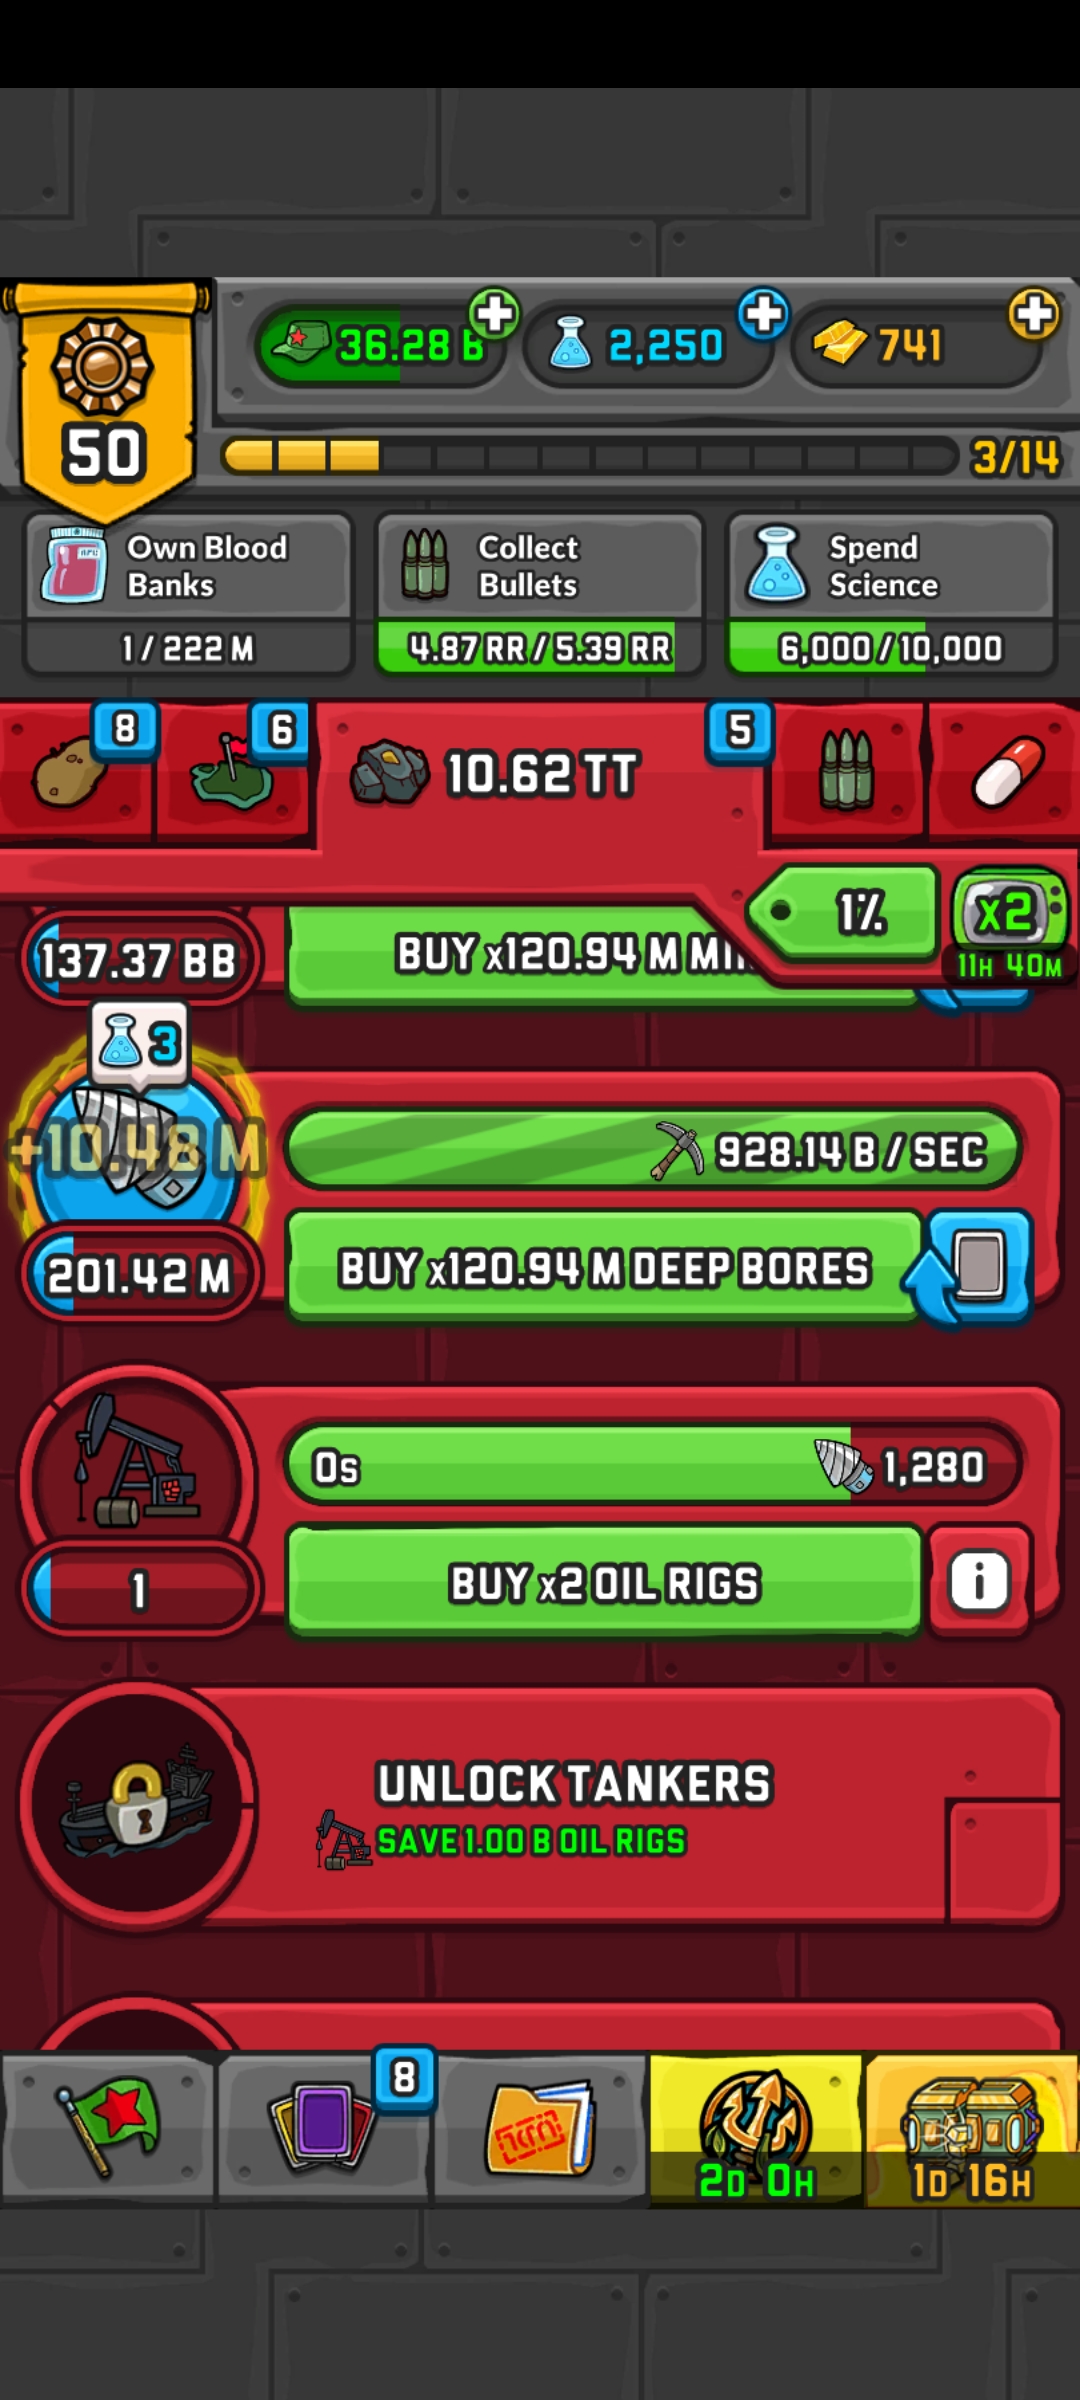 50
36.28 B
2,250
741
3/14
Own Blood
Banks
1 / 222 M
Collect
Bullets
4.87 RR / 5.39 RR
Spend
Science
6,000 / 10,000
8
6
10.62 TT
5
1%
x2
11H 40M
137.37 BB
BUY x120.94 M
3
+10.48 M
928.14 B / SEC
201.42 M
BUY x120.94 M DEEP BORES
0s
1,280
1
BUY x2 OIL RIGS
i
UNLOCK TANKERS
SAVE 1.00 B OIL RIGS
8
2D 0H
1D 16H